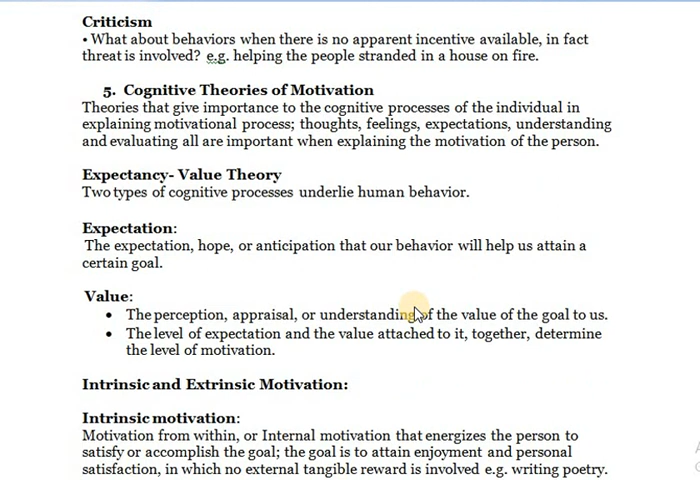 Criticism
• What about behaviors when there is no apparent incentive available, in fact
threat is involved? e.g. helping the people stranded in a house on fire.
5. Cognitive Theories of Motivation
Theories that give importance to the cognitive processes of the individual in
explaining motivational process; thoughts, feelings, expectations, understanding
and evaluating all are important when explaining the motivation of the person.
Expectancy- Value Theory
Two types of cognitive processes underlie human behavior.
Expectation:
The expectation, hope, or anticipation that our behavior will help us attain a
certain goal.
Value:
• The perception, appraisal, or understanding of the value of the goal to us.
• The level of expectation and the value attached to it, together, determine
the level of motivation.
Intrinsic and Extrinsic Motivation:
Intrinsic motivation:
Motivation from within, or Internal motivation that energizes the person to
satisfy or accomplish the goal; the goal is to attain enjoyment and personal
satisfaction, in which no external tangible reward is involved e.g. writing poetry.